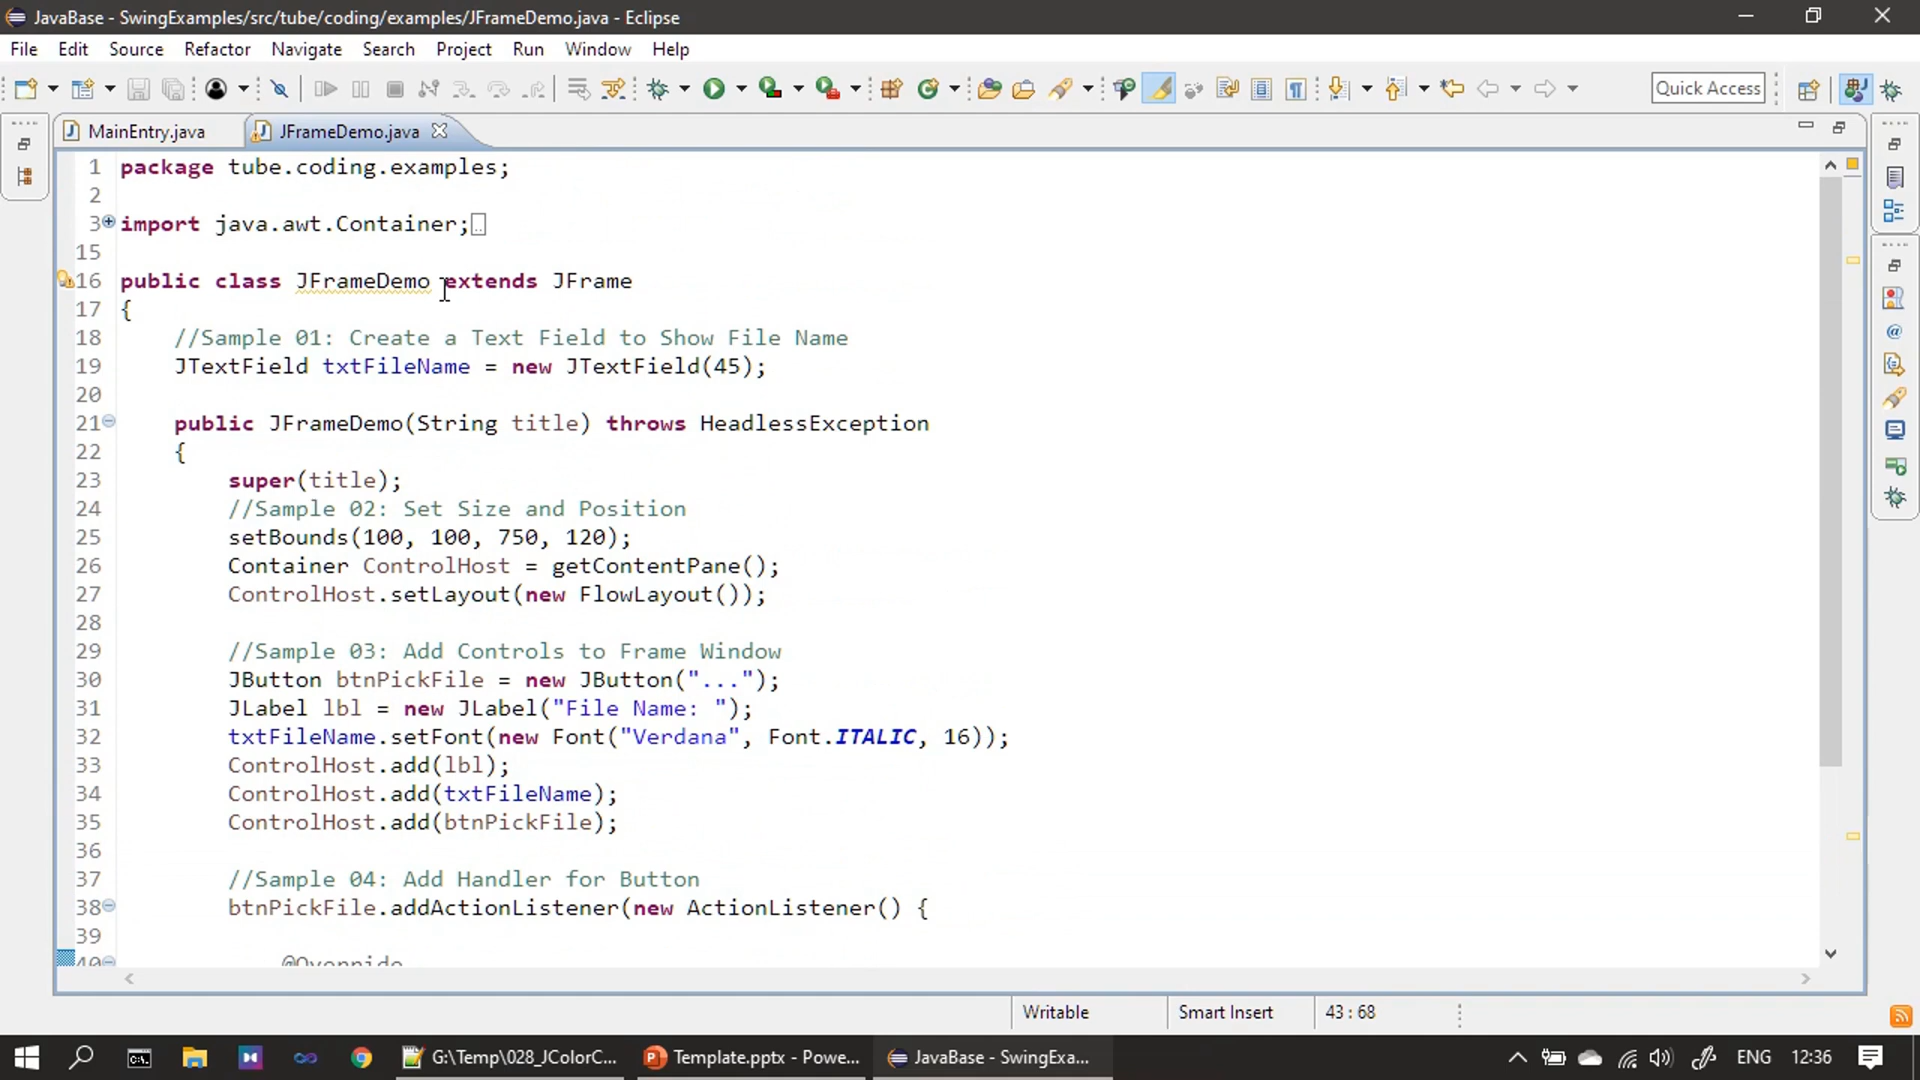 JavaBase - SwingExamples/src/tube/coding/examples/JFrameDemo.java - Eclipse
File Edit Source Refactor Navigate Search Project Run Window Help
Quick Access
MainEntry.java JFrameDemo.java
1 package tube.coding.examples;
2
3 import java.awt.Container;
15
16 public class JFrameDemo extends JFrame
17 {
18 //Sample 01: Create a Text Field to Show File Name
19 JTextField txtFileName = new JTextField(45);
20
21 public JFrameDemo(String title) throws HeadlessException
22 {
23 super(title);
24 //Sample 02: Set Size and Position
25 setBounds(100, 100, 750, 120);
26 Container ControlHost = getContentPane();
27 ControlHost.setLayout(new FlowLayout());
28
29 //Sample 03: Add Controls to Frame Window
30 JButton btnPickFile = new JButton("...");
31 JLabel lbl = new JLabel("File Name: ");
32 txtFileName.setFont(new Font("Verdana", Font.ITALIC, 16));
33 ControlHost.add(lbl);
34 ControlHost.add(txtFileName);
35 ControlHost.add(btnPickFile);
36
37 //Sample 04: Add Handler for Button
38 btnPickFile.addActionListener(new ActionListener() {
39
40 @Override
Writable Smart Insert 43 : 68
G:\Temp\028_JColorC... Template.pptx - Powe... JavaBase - SwingExa... ENG 12:36